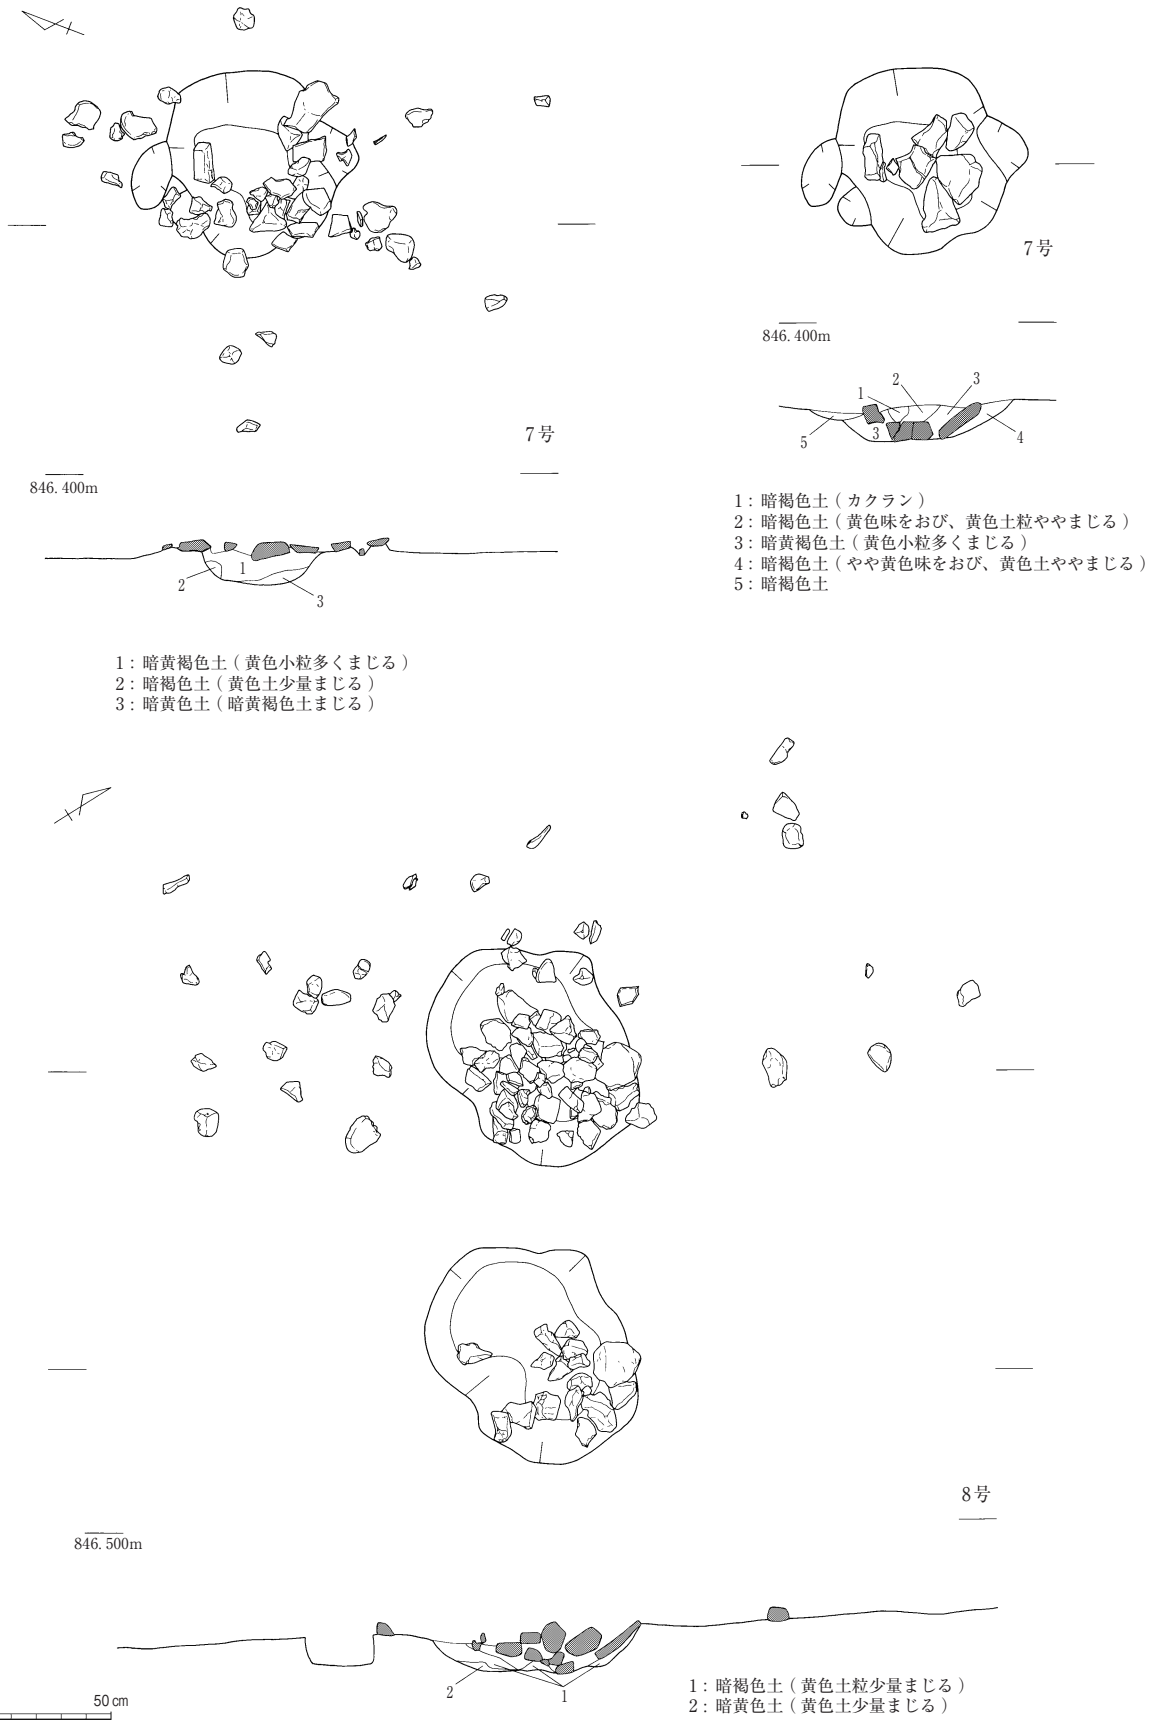 7号
846.400m
1
2
3
1：暗黄褐色土（黄色小粒多くまじる）
2：暗褐色土（黄色土少量まじる）
3：暗黄色土（暗黄褐色土まじる）
7号
846.400m
1
2
3
3
4
5
1：暗褐色土（カクラン）
2：暗褐色土（黄色味をおび、黄色土粒ややまじる）
3：暗黄褐色土（黄色小粒多くまじる）
4：暗褐色土（やや黄色味をおび、黄色土ややまじる）
5：暗褐色土
8号
846.500m
2
1
1：暗褐色土（黄色土粒少量まじる）
2：暗黄色土（黄色土少量まじる）
50cm